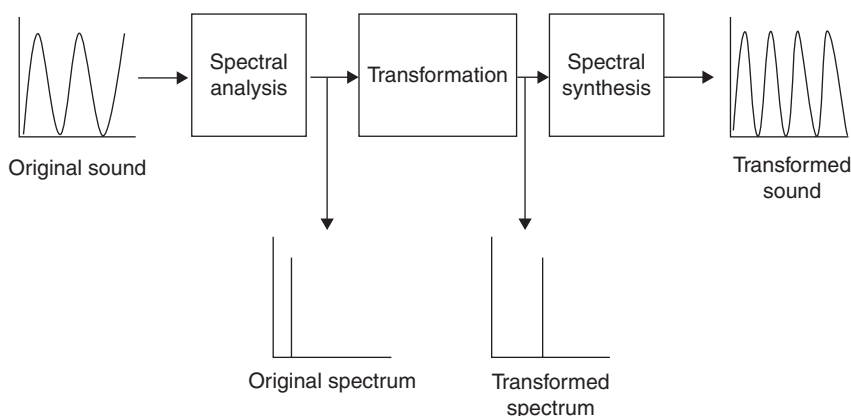 Spectral
analysis
Transformation
Spectral
synthesis
Original sound
Transformed
sound
Original spectrum
Transformed
spectrum